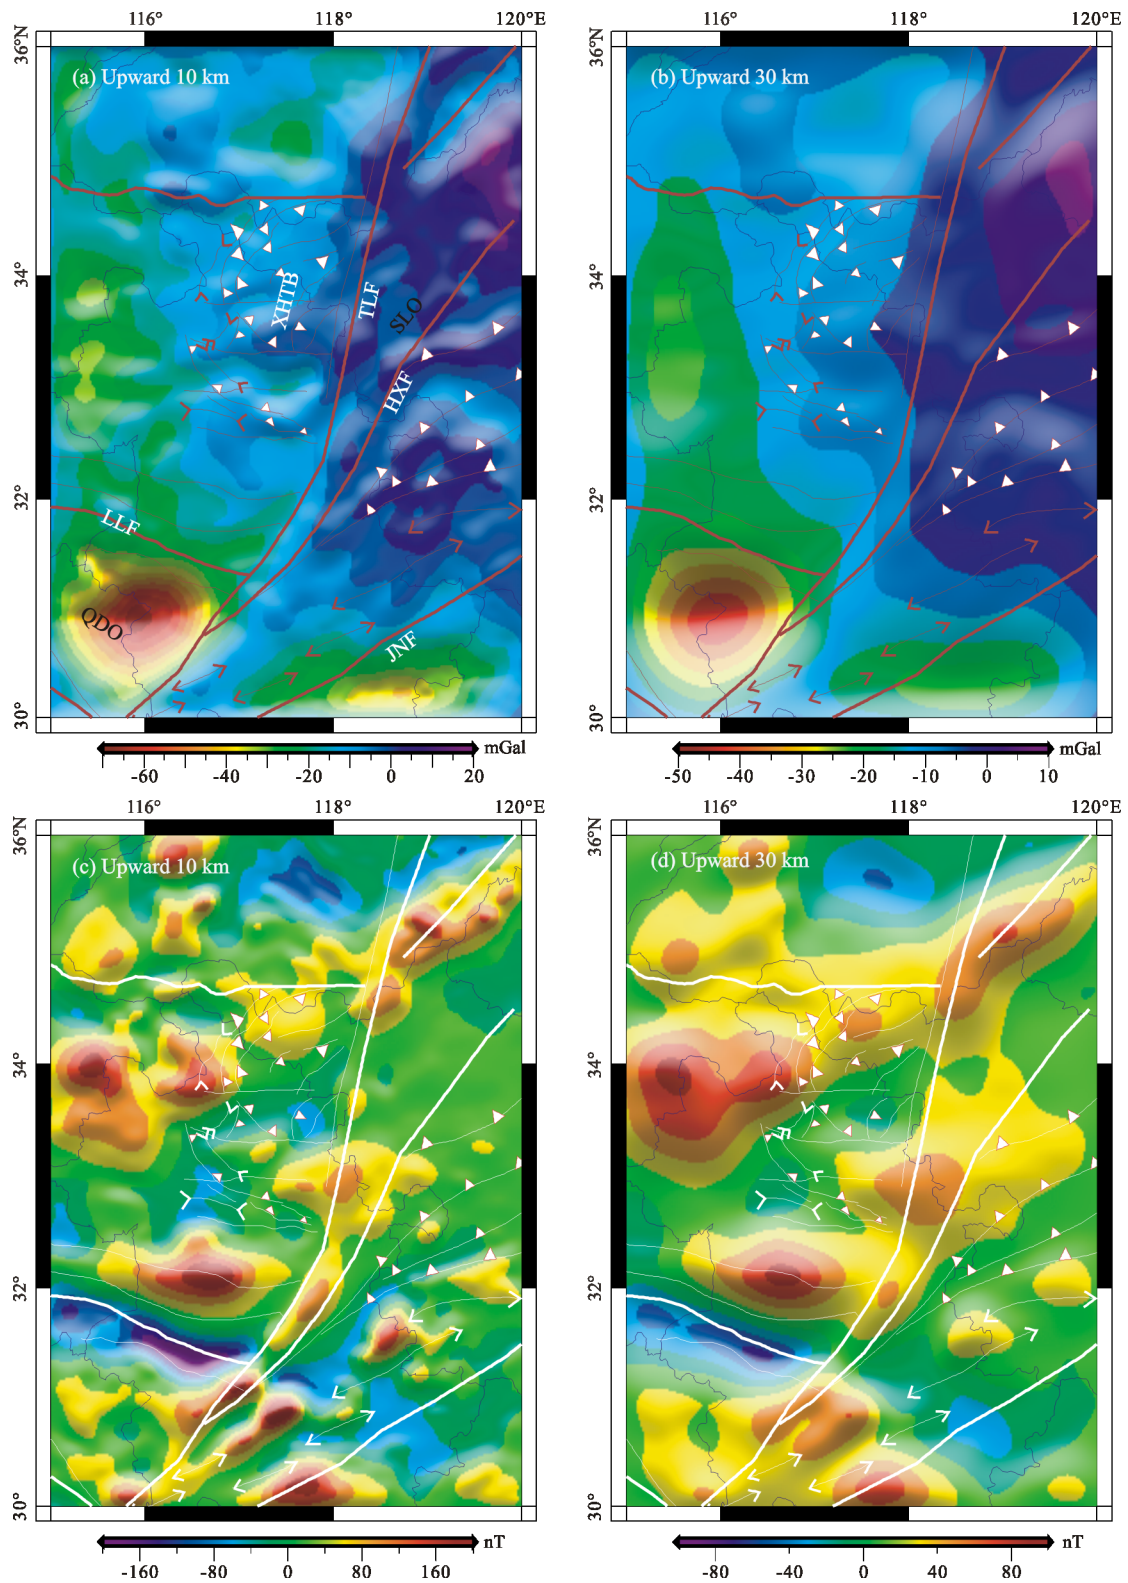 116° 118° 120°E 116° 118° 120°E
36°N 36°N
(a) Upward 10 km (b) Upward 30 km
34° 34°
XHTB TLF SLO
HXF
32° 32°
LLF
QDO JNF
30° 30°
-60 -40 -20 0 20 mGal -50 -40 -30 -20 -10 0 10 mGal
116° 118° 120°E 116° 118° 120°E
36°N 36°N
(c) Upward 10 km (d) Upward 30 km
34° 34°
32° 32°
30° 30°
-160 -80 0 80 160 nT -80 -40 0 40 80 nT